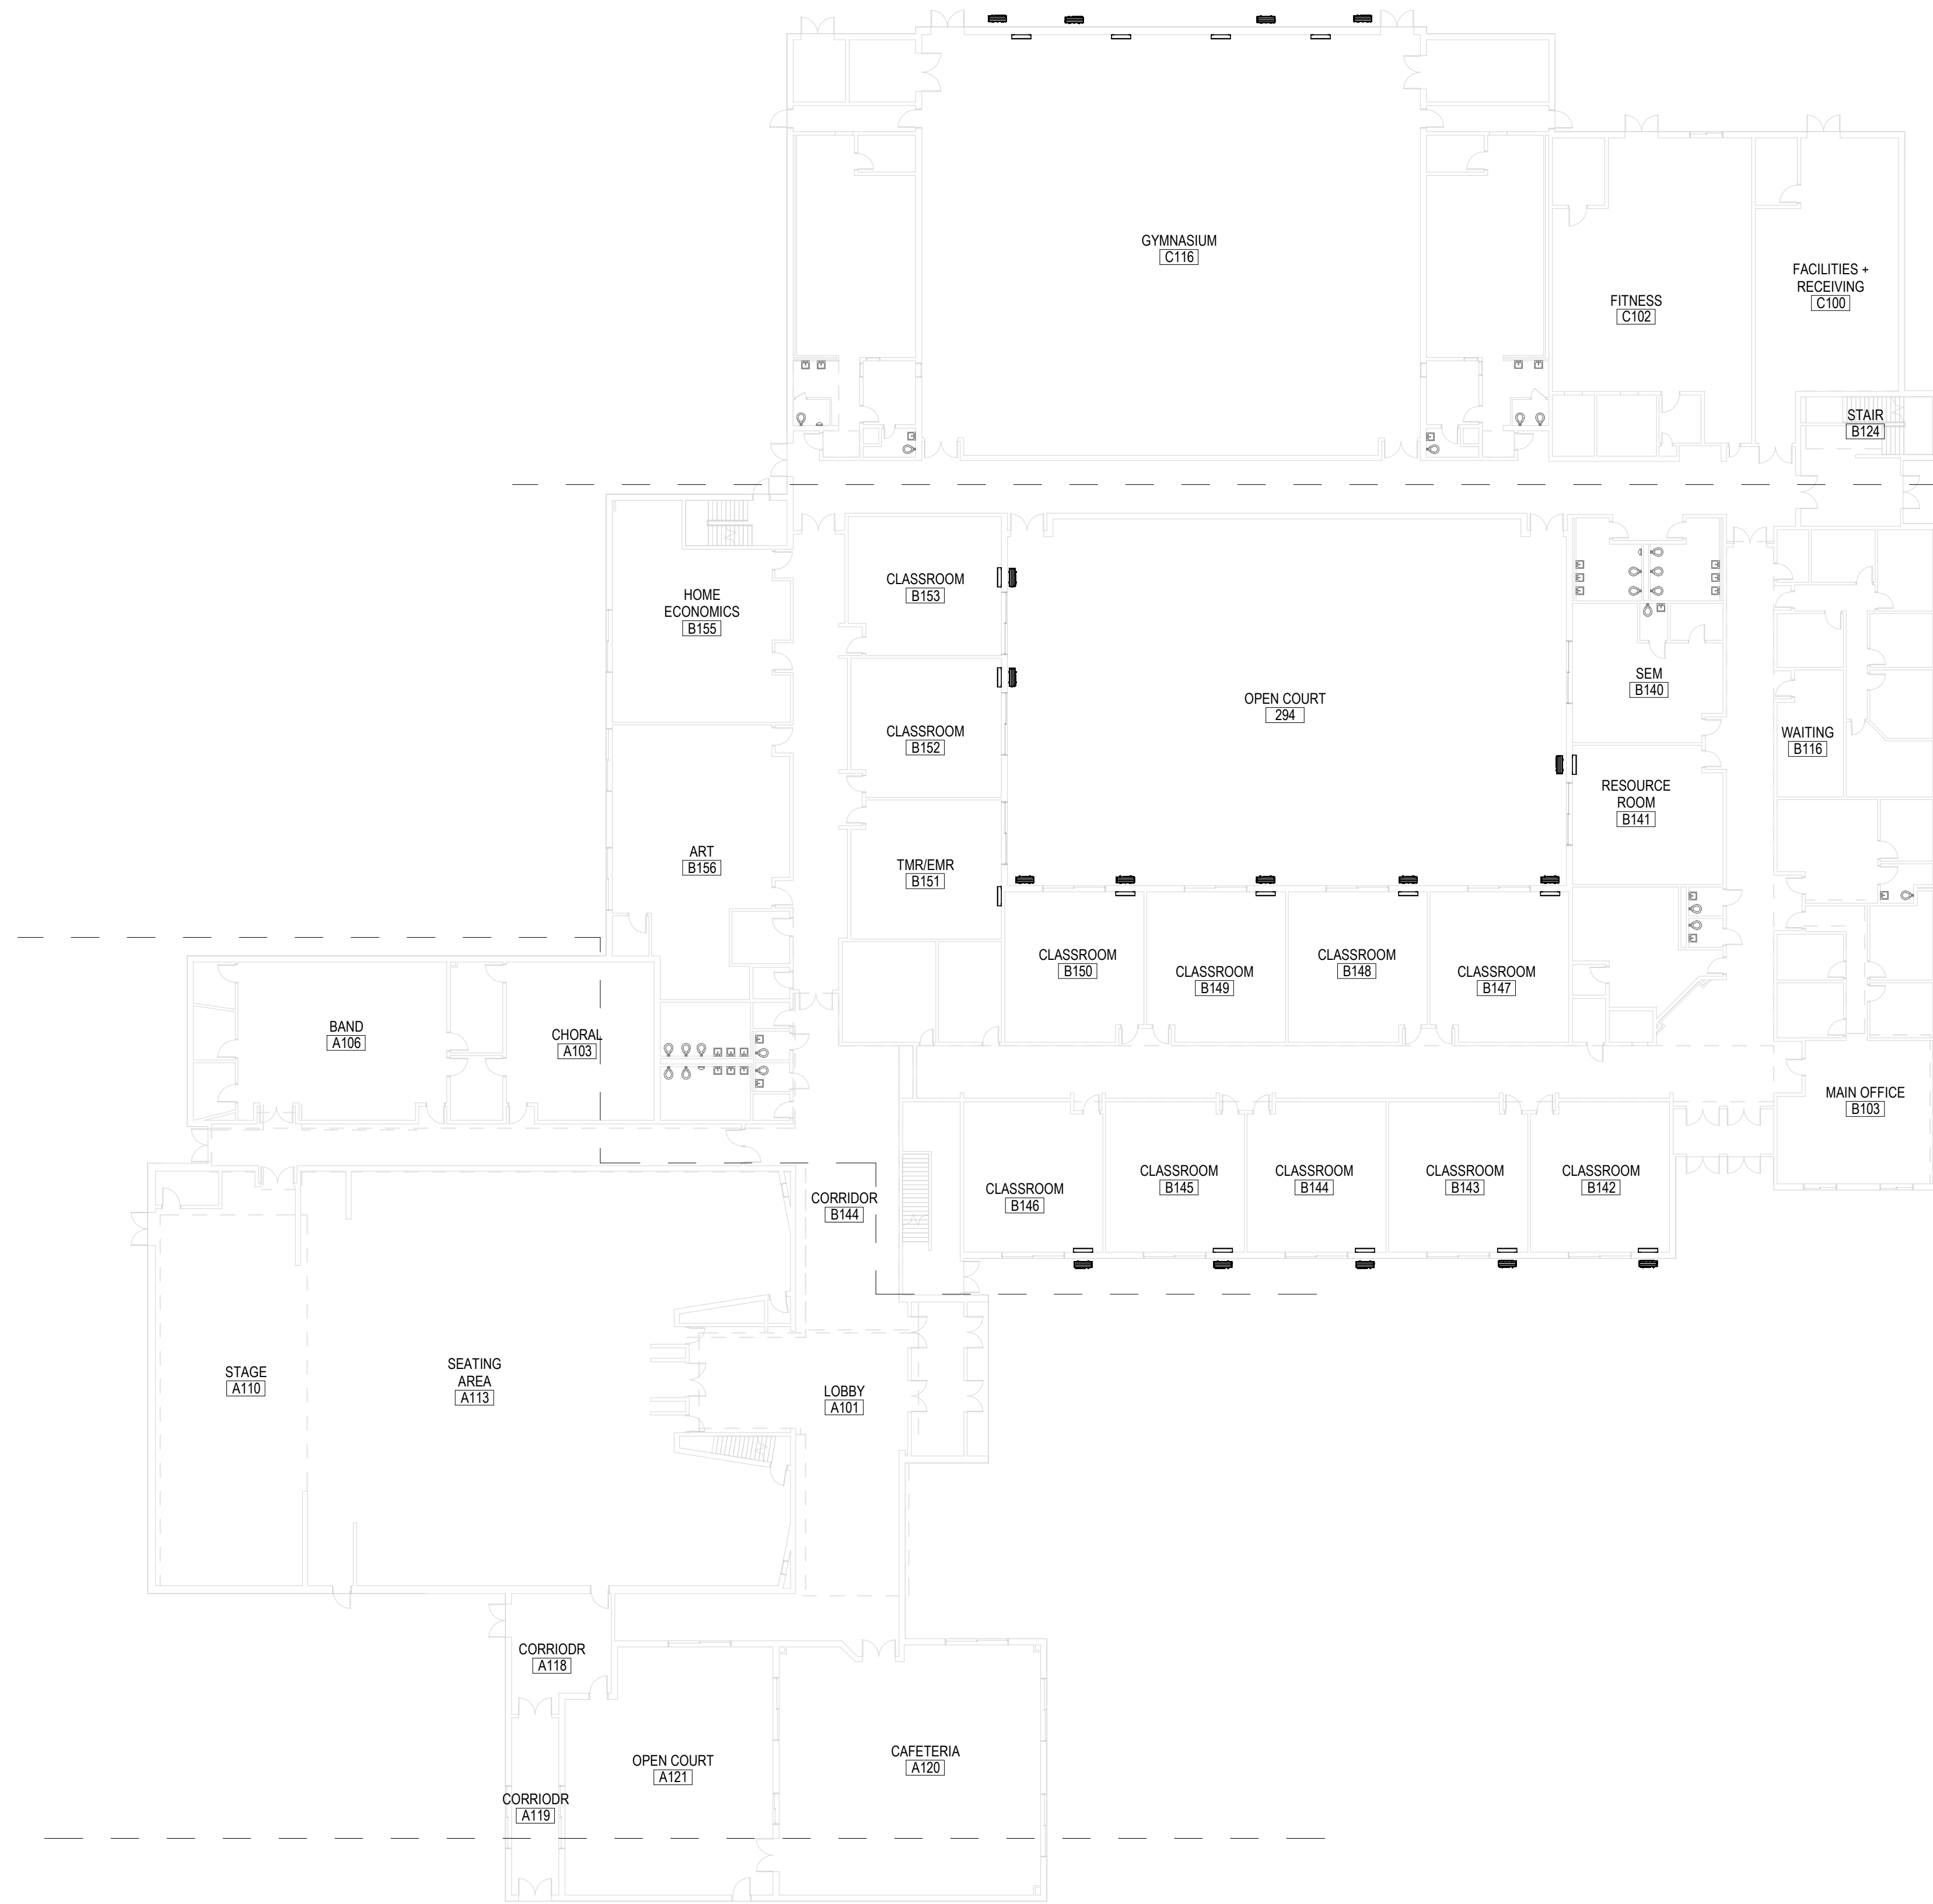 GYMNASIUM
C116
FACILITIES +
RECEIVING
C100
FITNESS
C102
STAIR
B124
CLASSROOM
B153
HOME
ECONOMICS
B155
SEM
B140
OPEN COURT
294
CLASSROOM
B152
WAITING
B116
RESOURCE
ROOM
B141
ART
B156
TMR/EMR
B151
CLASSROOM
B150
CLASSROOM
B149
CLASSROOM
B148
CLASSROOM
B147
BAND
A106
CHORAL
A103
MAIN OFFICE
B103
CORRIDOR
B144
CLASSROOM
B146
CLASSROOM
B145
CLASSROOM
B144
CLASSROOM
B143
CLASSROOM
B142
STAGE
A110
SEATING
AREA
A113
LOBBY
A101
CORRIODR
A118
OPEN COURT
A121
CAFETERIA
A120
CORRIODR
A119